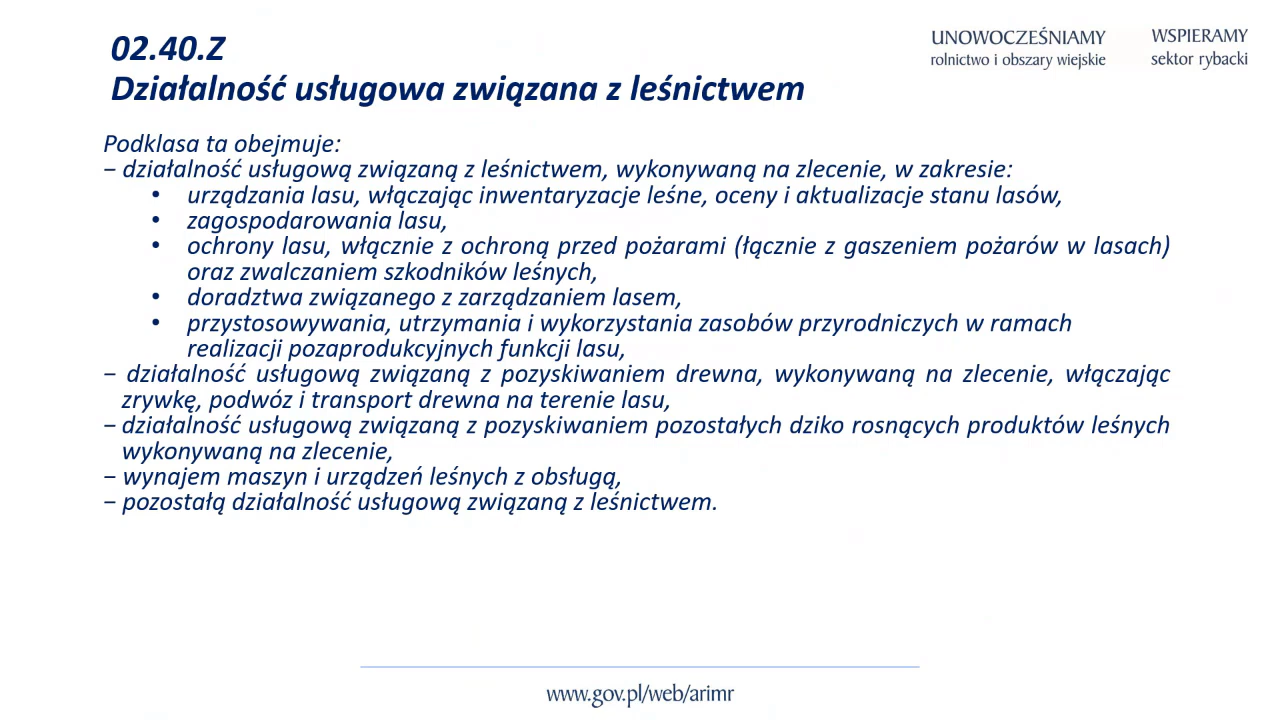 02.40.Z
Działalność usługowa związana z leśnictwem
UNOWOCZEŚNIAMY
rolnictwo i obszary wiejskie
WSPIERAMY
sektor rybacki
Podklasa ta obejmuje:
− działalność usługową związaną z leśnictwem, wykonywaną na zlecenie, w zakresie:
• urządzania lasu, włączając inwentaryzacje leśne, oceny i aktualizacje stanu lasów,
• zagospodarowania lasu,
• ochrony lasu, włącznie z ochroną przed pożarami (łącznie z gaszeniem pożarów w lasach)
oraz zwalczaniem szkodników leśnych,
• doradztwa związanego z zarządzaniem lasem,
• przystosowywania, utrzymania i wykorzystania zasobów przyrodniczych w ramach
realizacji pozaprodukcyjnych funkcji lasu,
− działalność usługową związaną z pozyskiwaniem drewna, wykonywaną na zlecenie, włączając
zrywkę, podwóz i transport drewna na terenie lasu,
− działalność usługową związaną z pozyskiwaniem pozostałych dziko rosnących produktów leśnych
wykonywaną na zlecenie,
− wynajem maszyn i urządzeń leśnych z obsługą,
− pozostałą działalność usługową związaną z leśnictwem.
www.gov.pl/web/arimr